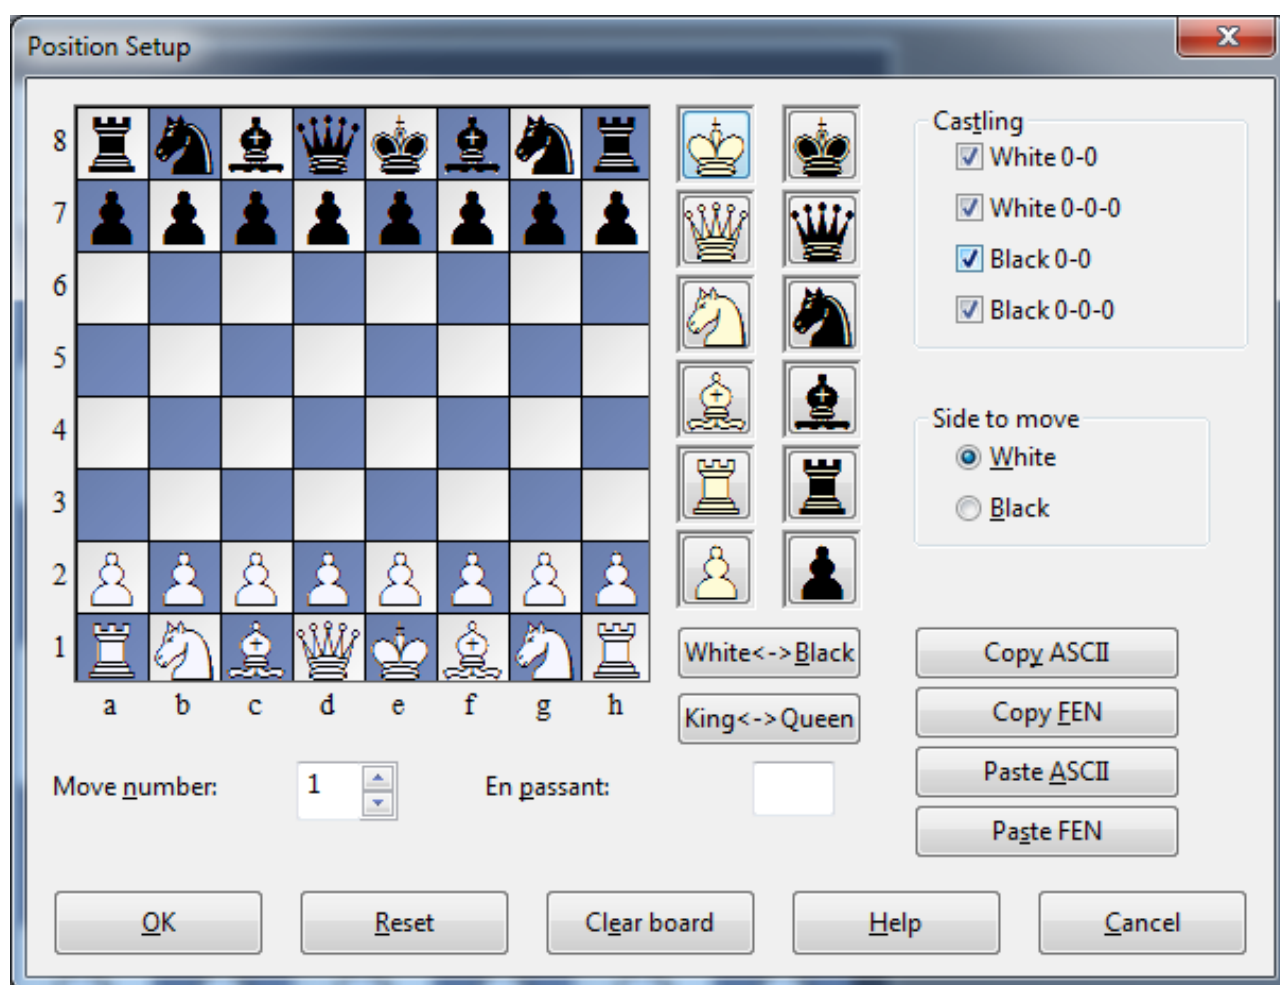 Position Setup
8
7
6
5
4
3
2
1
a b c d e f g h
Castling
White 0-0
White 0-0-0
Black 0-0
Black 0-0-0
Side to move
White
Black
White<->Black
King<->Queen
Copy ASCII
Copy FEN
Paste ASCII
Paste FEN
Move number: 1 En passant:
OK Reset Clear board Help Cancel